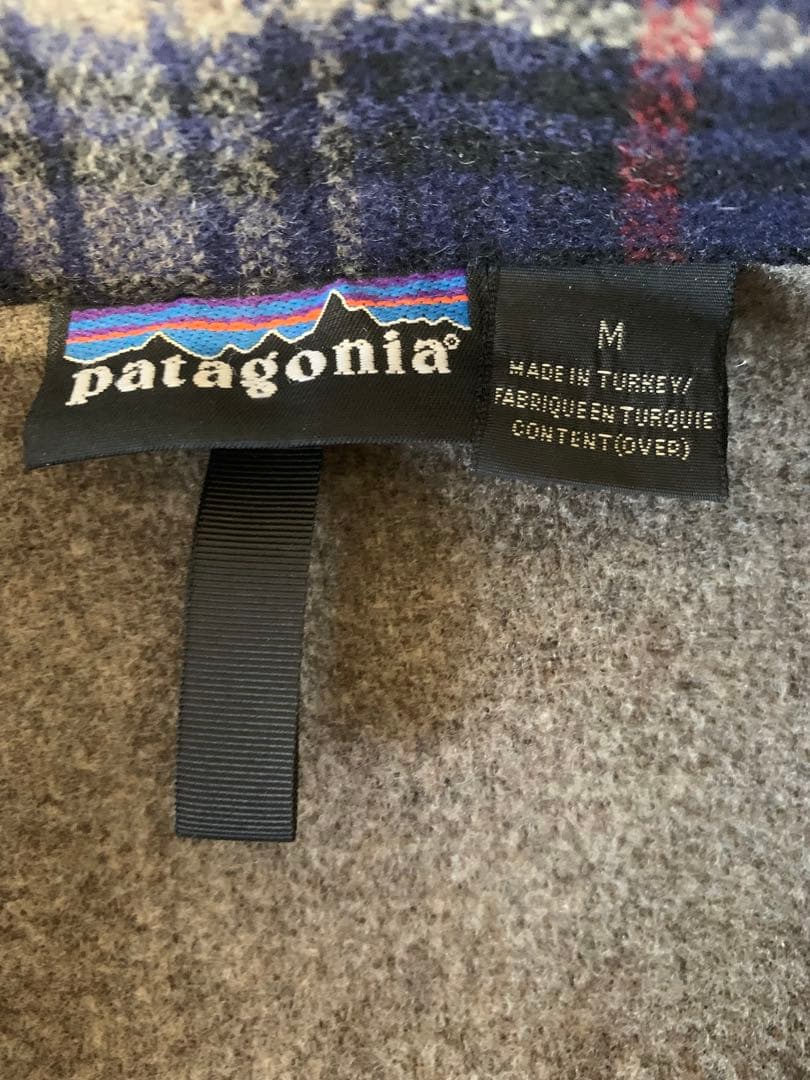 patagonia®
M
MADE IN TURKEY/
FABRIQUE EN TURQUIE
CONTENT(OVER)